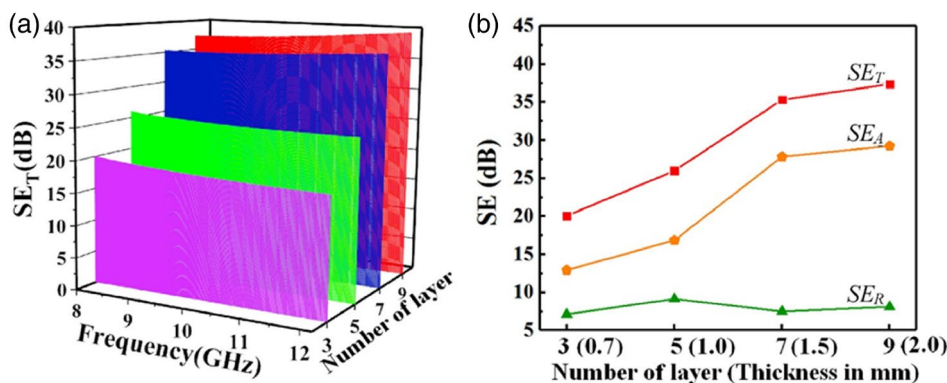 (a)
40
35
30
25
20
15
10
5
0
SE_T(dB)
8
9
10
11
12
Frequency(GHz)
3
5
7
9
Number of layer
(b)
45
40
35
30
25
20
15
10
5
SE (dB)
SE_T
SE_A
SE_R
3 (0.7) 5 (1.0) 7 (1.5) 9 (2.0)
Number of layer (Thickness in mm)